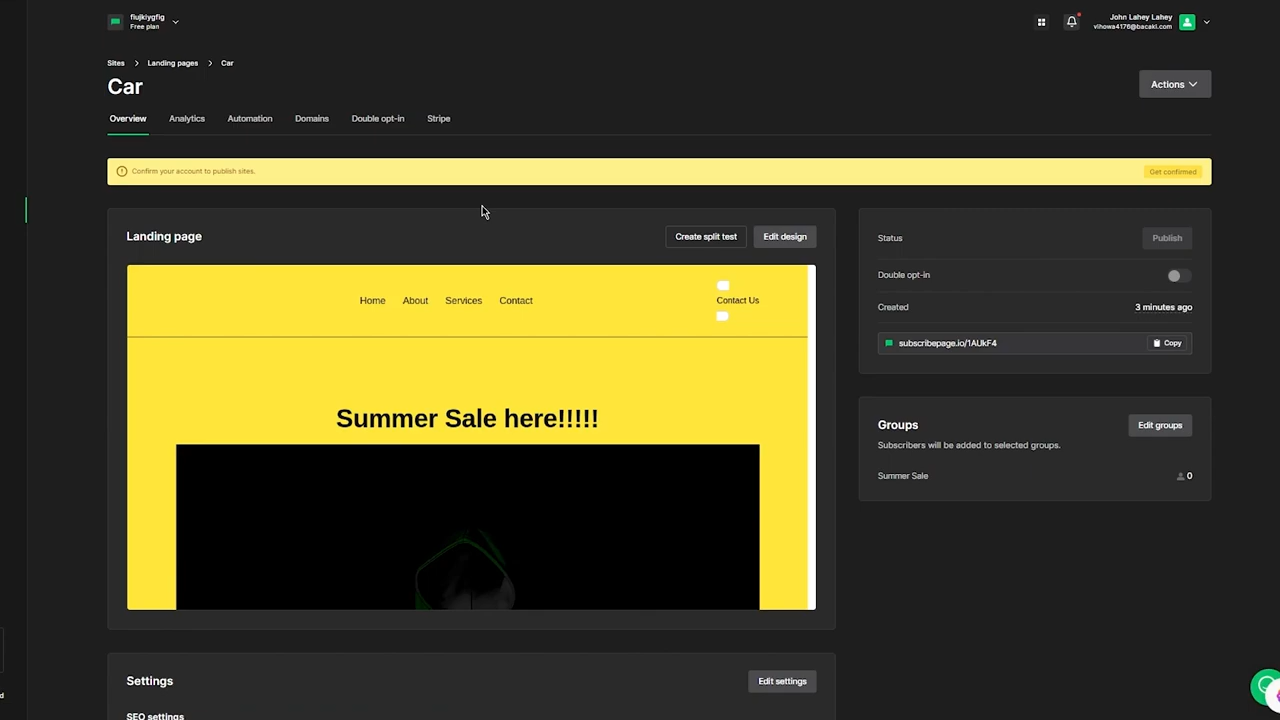 fiujkiygfig
Free plan
John Lahey Lahey
vihowa4176@bacaki.com
Sites > Landing pages > Car
Car
Actions
Overview Analytics Automation Domains Double opt-in Stripe
Confirm your account to publish sites.
Get confirmed
Landing page
Create split test
Edit design
Home About Services Contact
Contact Us
Summer Sale here!!!!!
Status
Publish
Double opt-in
Created
3 minutes ago
subscribepage.io/1AUkF4
Copy
Groups
Edit groups
Subscribers will be added to selected groups.
Summer Sale
0
Settings
Edit settings
SEO settings
d